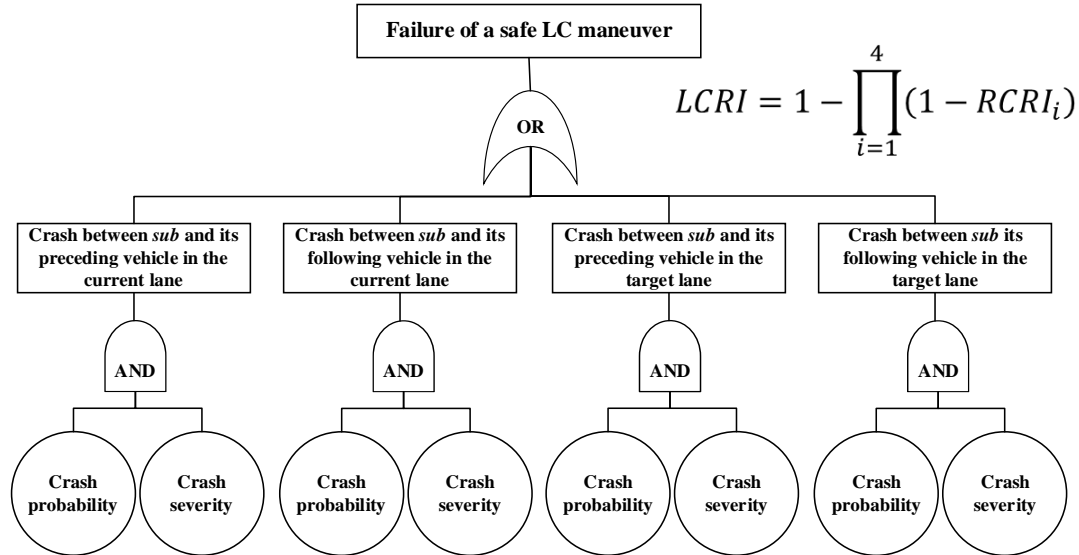 Failure of a safe LC maneuver
LCRI = 1 − ∏_{i=1}^{4} (1 − RCRI_i)
OR
Crash between sub and its
preceding vehicle in the
current lane
Crash between sub and its
following vehicle in the
current lane
Crash between sub and its
preceding vehicle in the
target lane
Crash between sub its
following vehicle in the
target lane
AND
AND
AND
AND
Crash
probability
Crash
severity
Crash
probability
Crash
severity
Crash
probability
Crash
severity
Crash
probability
Crash
severity